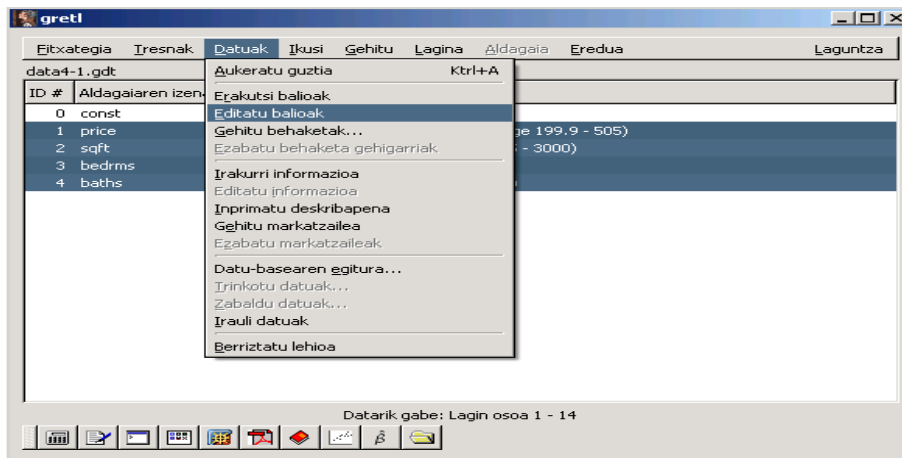 gretl
Eitxategia Tresnak Datuak Ikusi Gehitu Lagina Aldagaia Eredua Laguntza
data4-1.gdt
ID # Aldagaiaren izen
0 const
1 price ge 199.9 - 505)
2 sqft - 3000)
3 bedrms
4 baths
Aukeratu guztia Ctrl+A
Erakutsi balioak
Editatu balioak
Gehitu behaketak...
Ezabatu behaketa gehigarriak
Irakurri informazioa
Editatu informazioa
Inprimatu deskribapena
Gehitu markatzailea
Ezabatu markatzaileak
Datu-basearen egitura...
Trinkotu datuak...
Zabaldu datuak...
Irauli datuak
Berriztatu lehioa
Datarik gabe: Lagin osoa 1 - 14
β̂